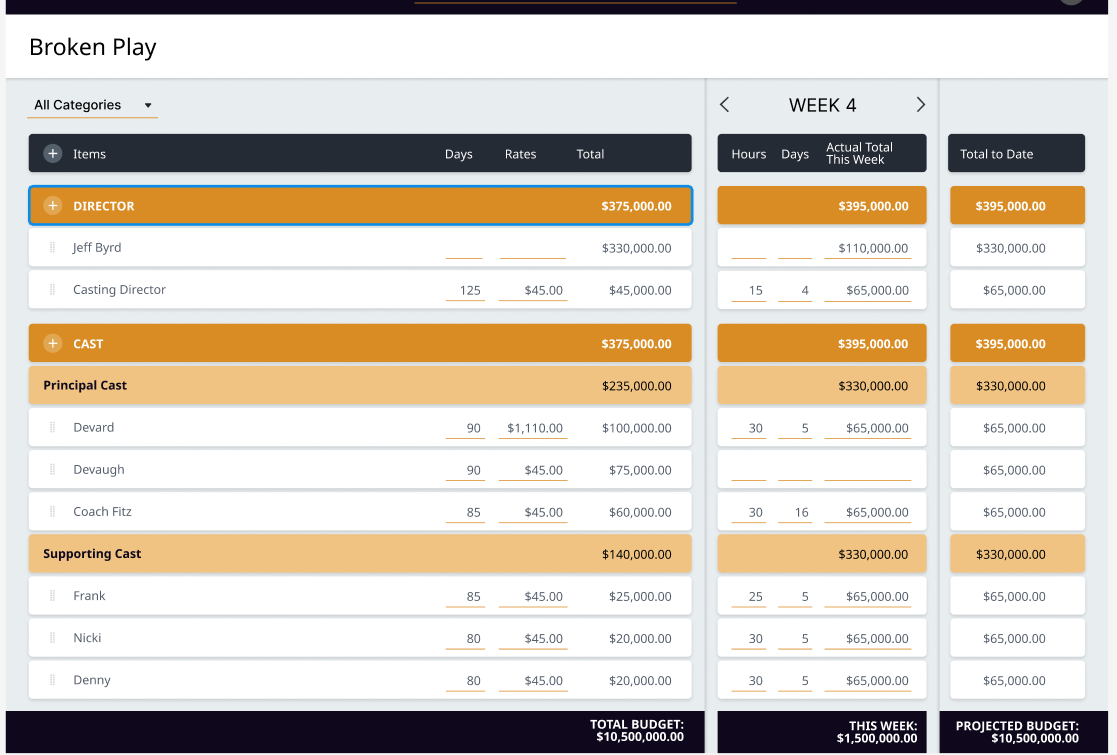 Broken Play
All Categories
WEEK 4
Items Days Rates Total Hours Days Actual Total This Week Total to Date
DIRECTOR $375,000.00 $395,000.00 $395,000.00
Jeff Byrd $330,000.00 $110,000.00 $330,000.00
Casting Director 125 $45.00 $45,000.00 15 4 $65,000.00 $65,000.00
CAST $375,000.00 $395,000.00 $395,000.00
Principal Cast $235,000.00 $330,000.00 $330,000.00
Devard 90 $1,110.00 $100,000.00 30 5 $65,000.00 $65,000.00
Devaugh 90 $45.00 $75,000.00 $65,000.00
Coach Fitz 85 $45.00 $60,000.00 30 16 $65,000.00 $65,000.00
Supporting Cast $140,000.00 $330,000.00 $330,000.00
Frank 85 $45.00 $25,000.00 25 5 $65,000.00 $65,000.00
Nicki 80 $45.00 $20,000.00 30 5 $65,000.00 $65,000.00
Denny 80 $45.00 $20,000.00 30 5 $65,000.00 $65,000.00
TOTAL BUDGET: THIS WEEK: PROJECTED BUDGET:
$10,500,000.00 $1,500,000.00 $10,500,000.00